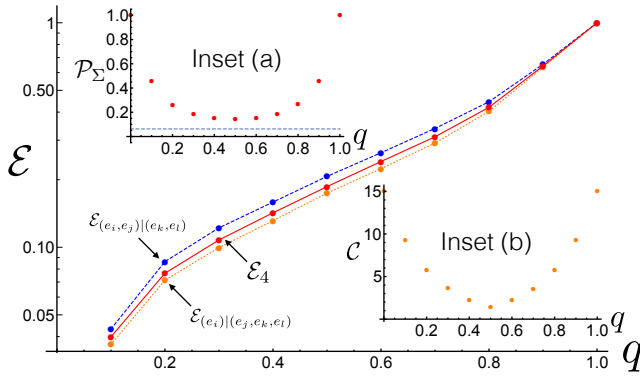 1
0.50
0.10
0.05
ℰ
0.2
0.4
0.6
0.8
1.0
q
1.0
0.8
0.6
0.4
0.2
𝒫_Σ
Inset (a)
0.2 0.4 0.6 0.8 1.0
q
ℰ_{(e_i,e_j)|(e_k,e_l)}
ℰ_4
ℰ_{(e_i)|(e_j,e_k,e_l)}
15
10
5
𝒞
Inset (b)
0.2 0.4 0.6 0.8 1.0
q